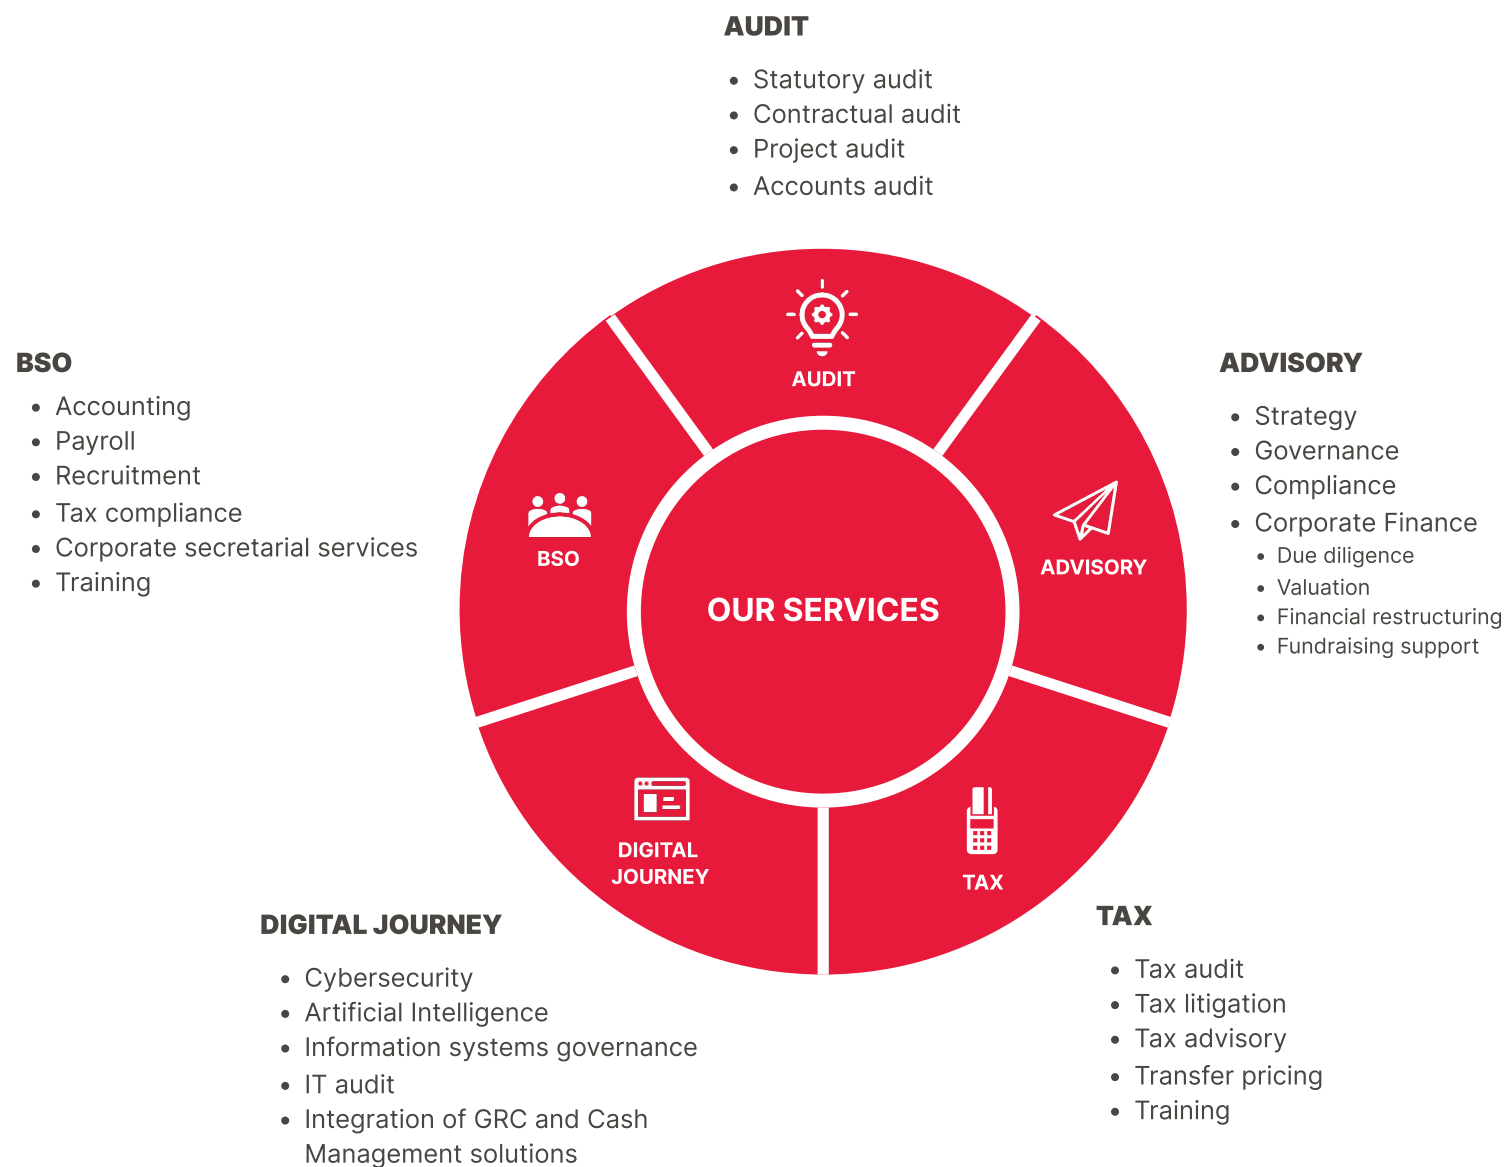 AUDIT
• Statutory audit
• Contractual audit
• Project audit
• Accounts audit
BSO
• Accounting
• Payroll
• Recruitment
• Tax compliance
• Corporate secretarial services
• Training
ADVISORY
• Strategy
• Governance
• Compliance
• Corporate Finance
• Due diligence
• Valuation
• Financial restructuring
• Fundraising support
AUDIT
BSO
ADVISORY
OUR SERVICES
DIGITAL
JOURNEY
TAX
DIGITAL JOURNEY
• Cybersecurity
• Artificial Intelligence
• Information systems governance
• IT audit
• Integration of GRC and Cash
Management solutions
TAX
• Tax audit
• Tax litigation
• Tax advisory
• Transfer pricing
• Training